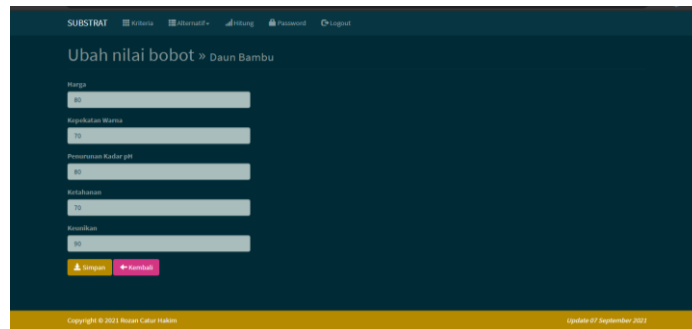 SUBSTRAT Kriteria Alternatif Hitung Password Logout
Ubah nilai bobot » Daun Bambu
Harga
80
Kepekatan Warna
70
Penurunan Kadar pH
80
Ketahanan
70
Keunikan
90
Simpan Kembali
Copyright © 2021 Rozan Catur Hakim Update 07 September 2021